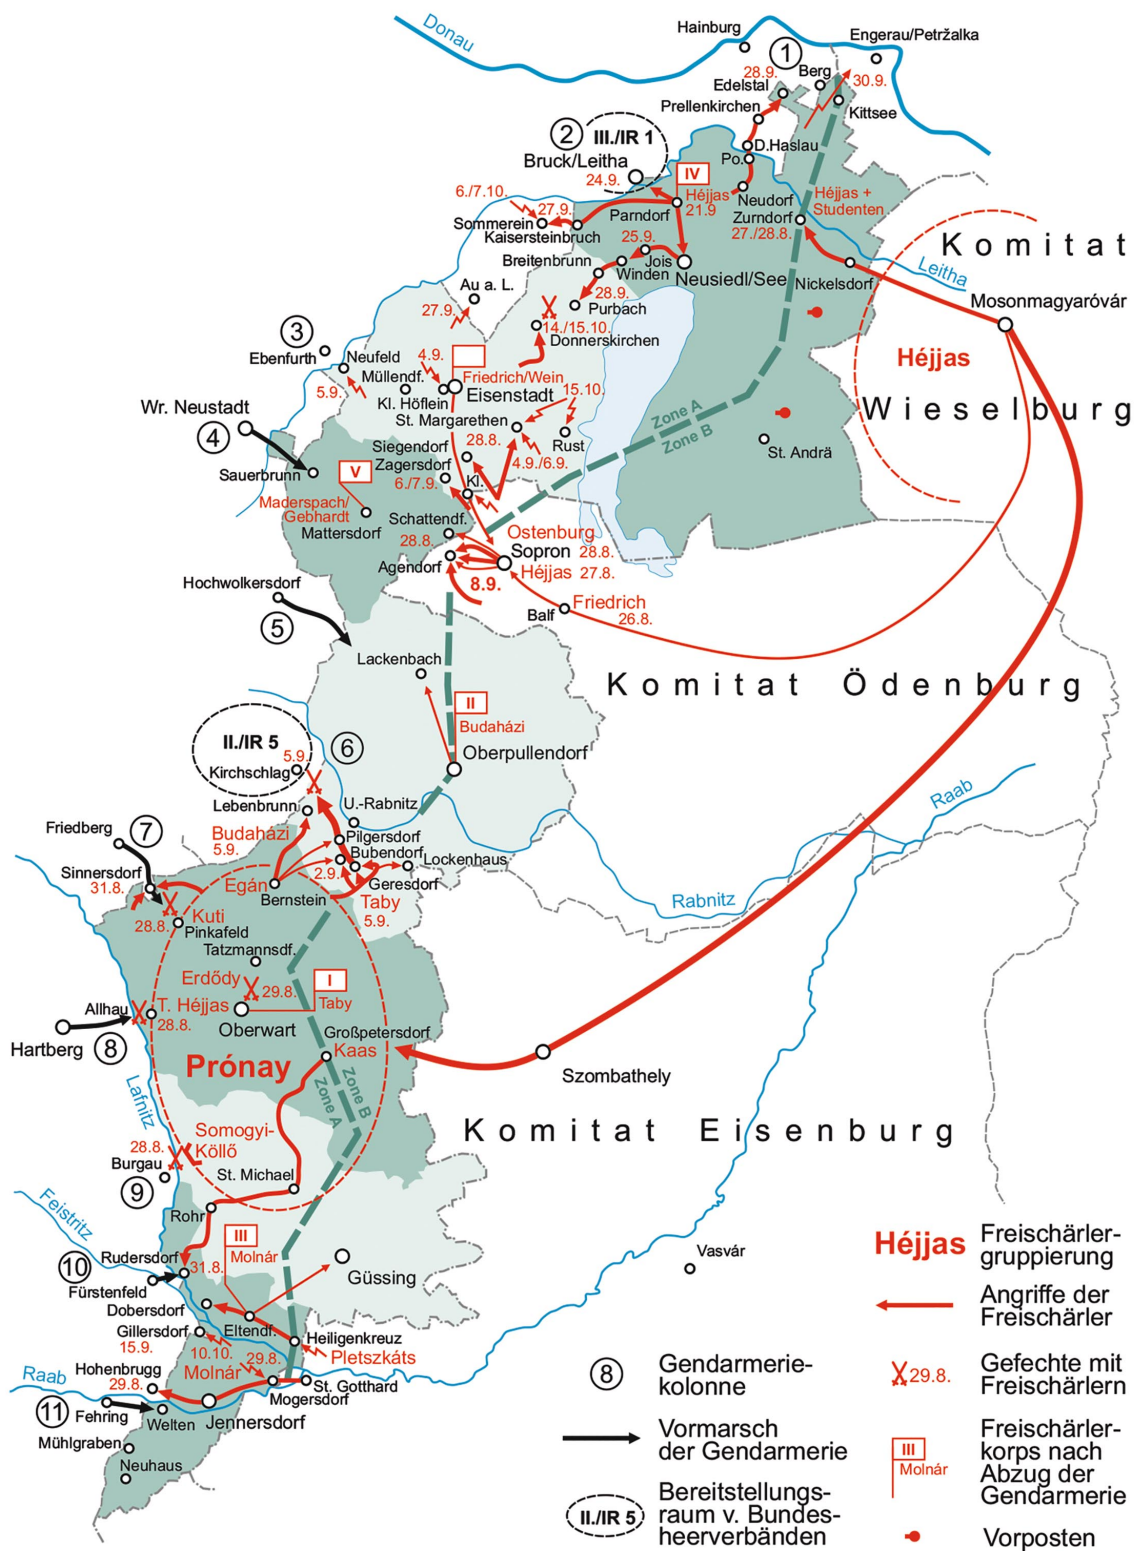 Donau
Hainburg
Engerau/Petržalka
1
28.9.
Berg
30.9.
Edelstal
Prellenkirchen
Kittsee
2
III./IR 1
Bruck/Leitha
24.9.
D.Haslau
Po.
IV
Héjjas
21.9
Neudorf
Zurndorf
27./28.8.
Héjjas +
Studenten
6./7.10.
27.9.
Sommerein
Kaisersteinbruch
Parndorf
25.9.
Breitenbrunn
Jois
Winden
Neusiedl/See
Nickelsdorf
Leitha
Komitat
Mosonmagyaróvár
Au a. L.
27.9.
28.9.
Purbach
14./15.10.
Donnerskirchen
3
Ebenfurth
Neufeld
4.9.
Müllendf.
Friedrich/Wein
5.9.
Kl. Höflein
Eisenstadt
Héjjas
Wieselburg
Wr. Neustadt
4
St. Margarethen
15.10.
28.8.
Rust
Zone A
Zone B
St. Andrä
Siegendorf
Zagersdorf
4.9./6.9.
6./7.9.
Kl.
Sauerbrunn
V
Maderspach/
Gebhardt
Mattersdorf
Schattendf.
28.8.
Ostenburg
Sopron
28.8.
Agendorf
Héjjas
27.8.
8.9.
Hochwolkersdorf
5
Balf
Friedrich
26.8.
Lackenbach
Komitat Ödenburg
II
Budaházi
Oberpullendorf
II./IR 5
5.9.
Kirchschlag
6
Lebenbrunn
U.-Rabnitz
Raab
Friedberg
7
Budaházi
5.9.
Pilgersdorf
Bubendorf
Lockenhaus
Sinnersdorf
31.8.
Egán
2.9.
Geresdorf
Bernstein
Taby
5.9.
Rabnitz
28.8.
Kuti
Pinkafeld
Tatzmannsdf.
Erdődy
29.8.
I
Taby
Allhau
T. Héjjas
28.8.
Oberwart
Großpetersdorf
Kaas
Hartberg
8
Prónay
Zone B
Zone A
Szombathely
Lafnitz
Komitat Eisenburg
28.8.
Somogyi-
Köllő
Burgau
9
St. Michael
Feistritz
Rohr
III
Molnár
Rudersdorf
31.8.
10
Fürstenfeld
Güssing
Vasvár
Dobersdorf
Eltendf.
Gillersdorf
15.9.
10.10.
Heiligenkreuz
Pletszkáts
Raab
Hohenbrugg
29.8.
Molnár
29.8.
St. Gotthard
Mogersdorf
11
Fehring
Welten
Jennersdorf
Mühlgraben
Neuhaus
Héjjas
Freischärler-
gruppierung
Angriffe der
Freischärler
8
Gendarmerie-
kolonne
29.8.
Gefechte mit
Freischärlern
Vormarsch
der Gendarmerie
III
Molnár
Freischärler-
korps nach
Abzug der
Gendarmerie
II./IR 5
Bereitstellungs-
raum v. Bundes-
heerverbänden
Vorposten